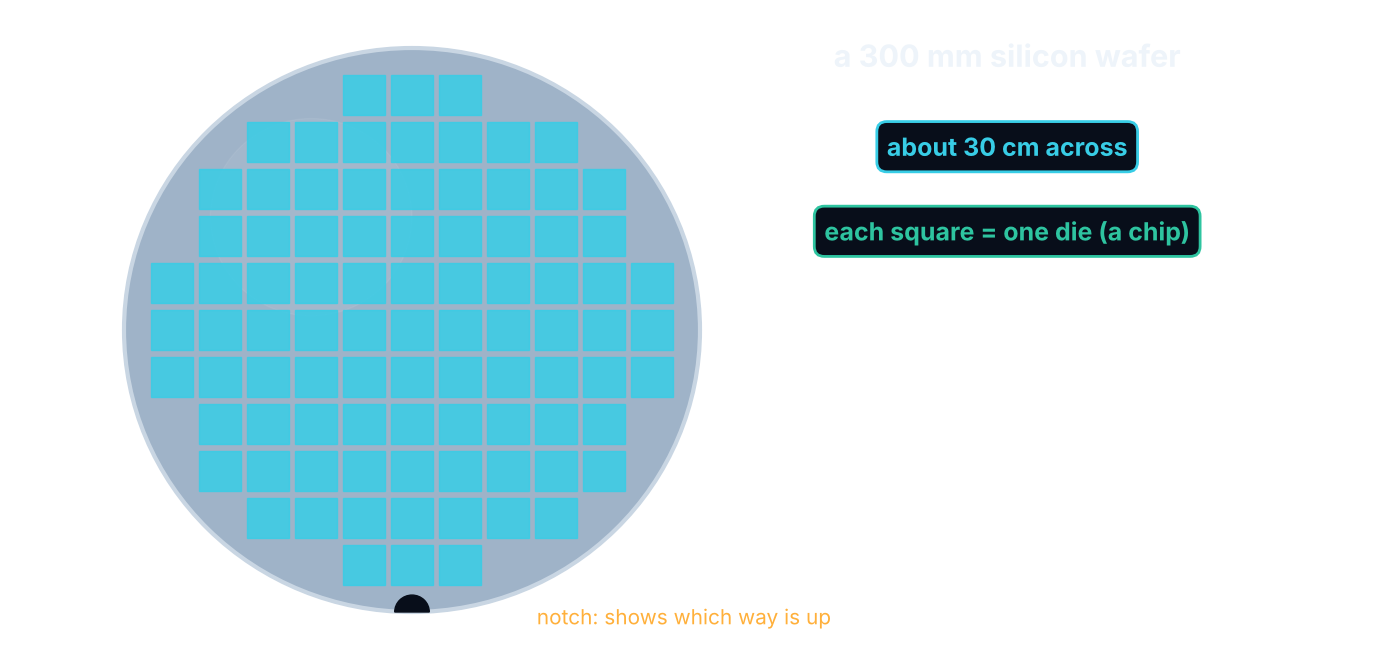 a 300 mm silicon wafer
about 30 cm across
each square = one die (a chip)
notch: shows which way is up